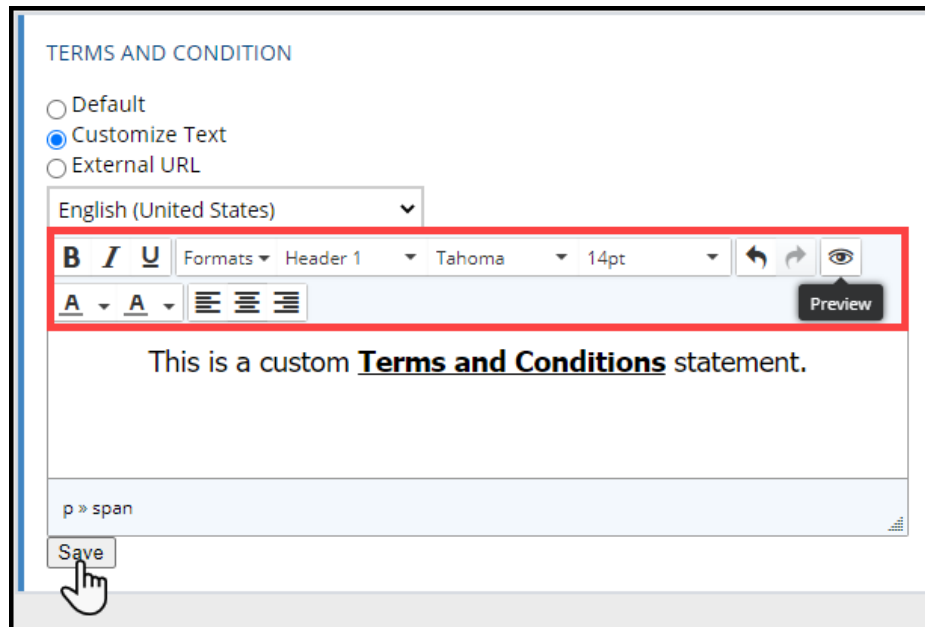 TERMS AND CONDITION
Default
Customize Text
External URL
English (United States)
B I U Formats Header 1 Tahoma 14pt
A A Preview
This is a custom Terms and Conditions statement.
p » span
Save